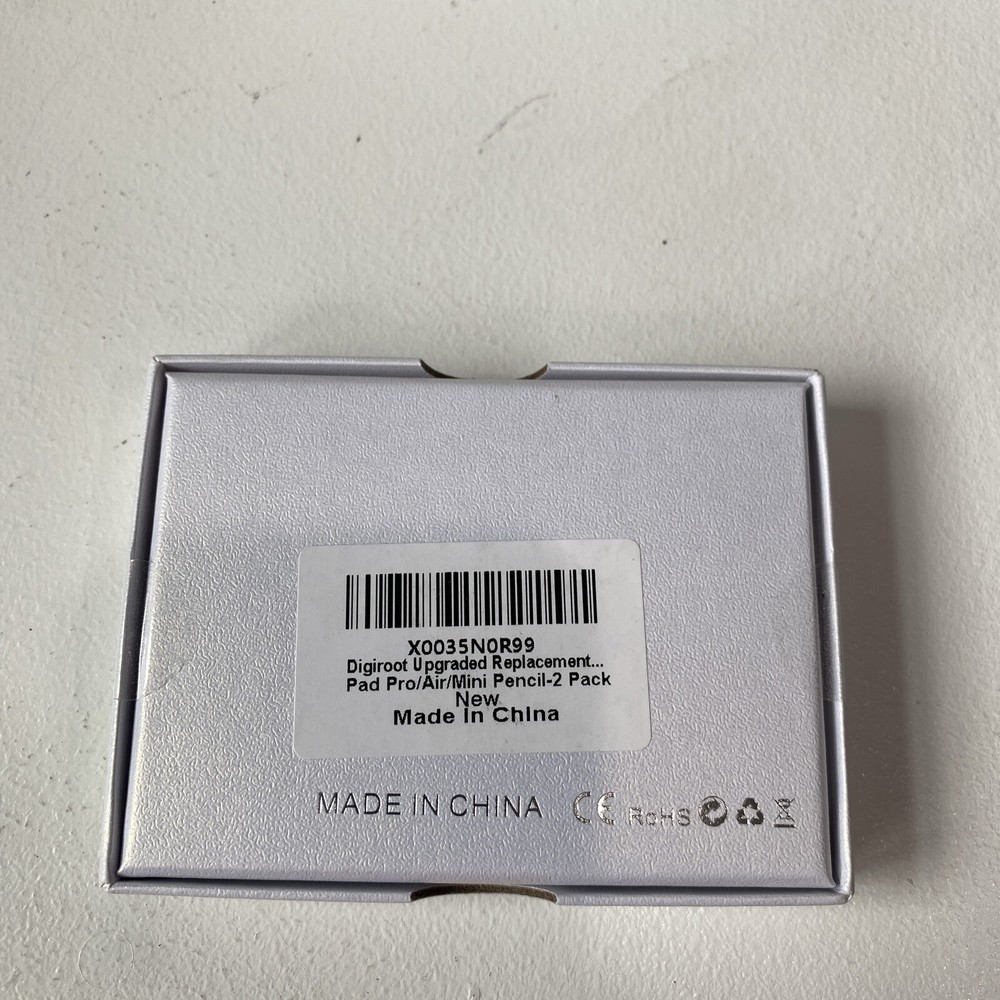 X0035N0R99
Digiroot Upgraded Replacement...
Pad Pro/Air/Mini Pencil-2 Pack
New
Made In China
MADE IN CHINA CE RoHS